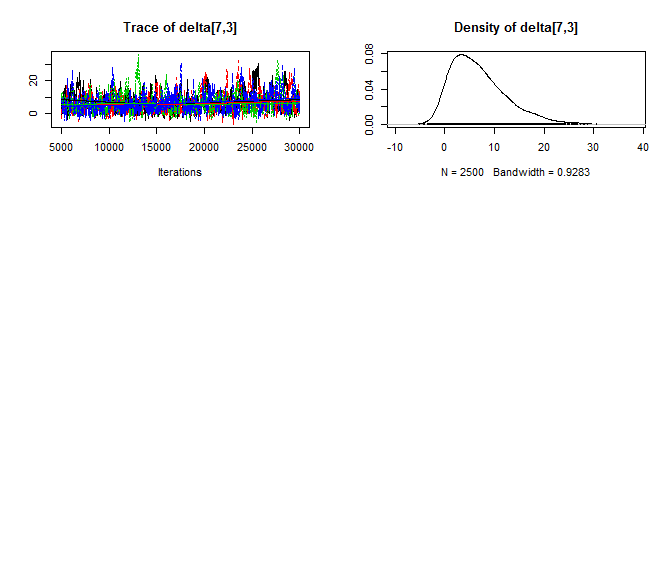 Trace of delta[7,3]
20
0
5000 10000 15000 20000 25000 30000
Iterations
Density of delta[7,3]
0.08
0.04
0.00
-10 0 10 20 30 40
N = 2500 Bandwidth = 0.9283